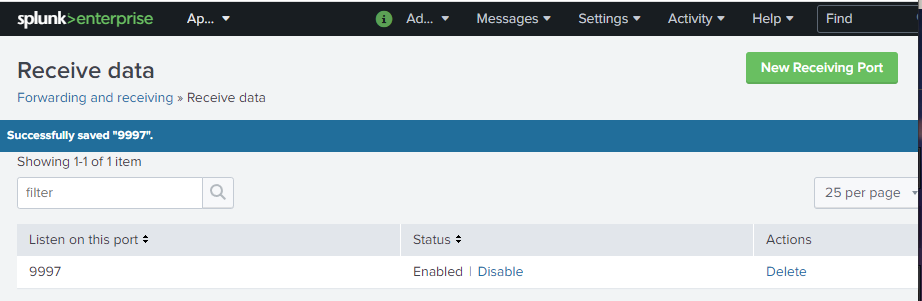 splunk>enterprise Ap... ▼ i Ad... ▼ Messages ▼ Settings ▼ Activity ▼ Help ▼ Find
Receive data
New Receiving Port
Forwarding and receiving » Receive data
Successfully saved "9997".
Showing 1-1 of 1 item
filter
25 per page
Listen on this port Status Actions
9997 Enabled | Disable Delete